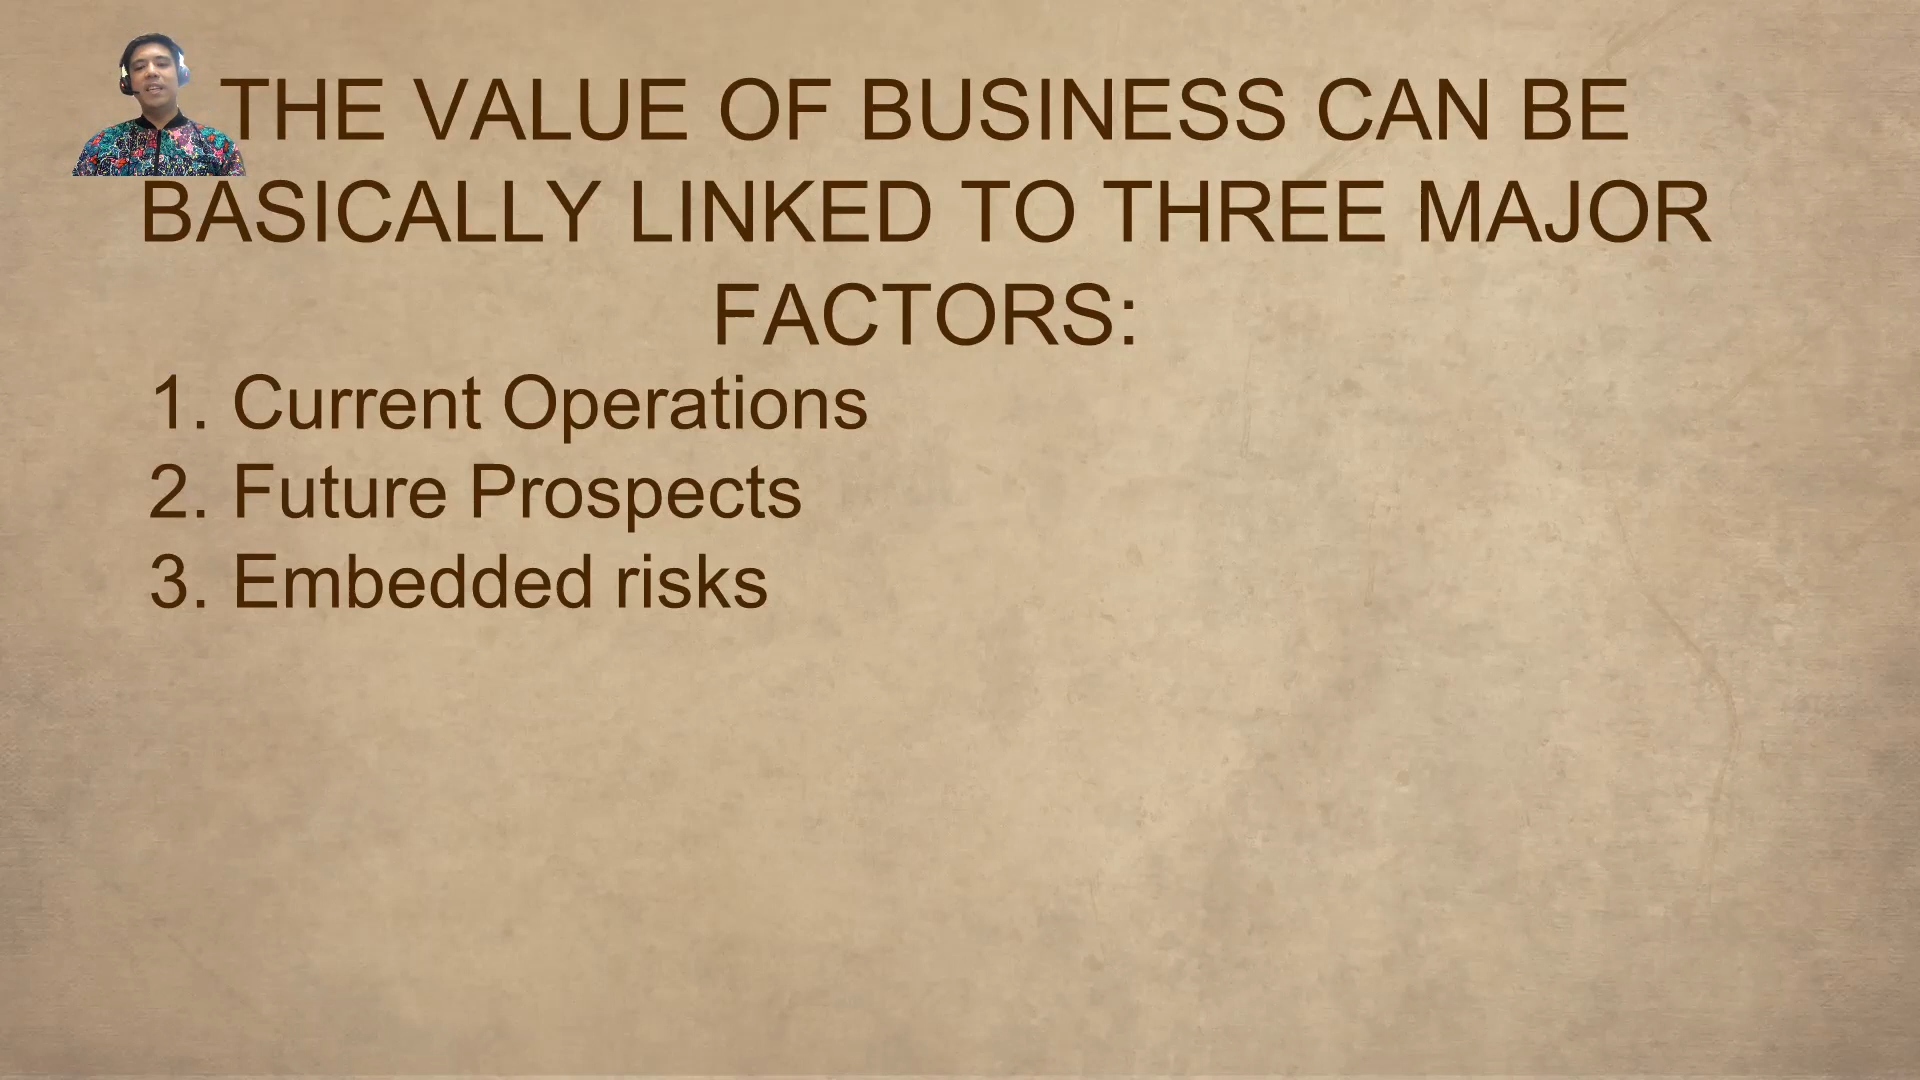 THE VALUE OF BUSINESS CAN BE
BASICALLY LINKED TO THREE MAJOR
FACTORS:
1. Current Operations
2. Future Prospects
3. Embedded risks